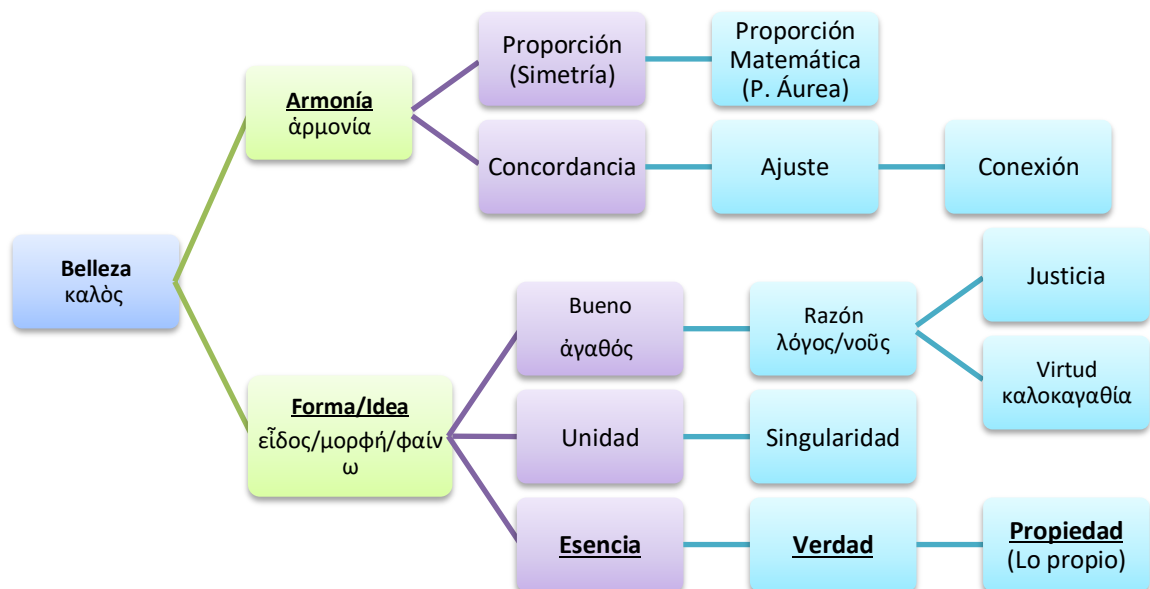 Proporción
(Simetría)
Proporción
Matemática
(P. Áurea)
Armonía
ἁρμονία
Concordancia
Ajuste
Conexión
Belleza
καλὸς
Justicia
Bueno
ἀγαθός
Razón
λόγος/νοῦς
Virtud
καλοκαγαθία
Forma/Idea
εἶδος/μορφή/φαίν
ω
Unidad
Singularidad
Esencia
Verdad
Propiedad
(Lo propio)